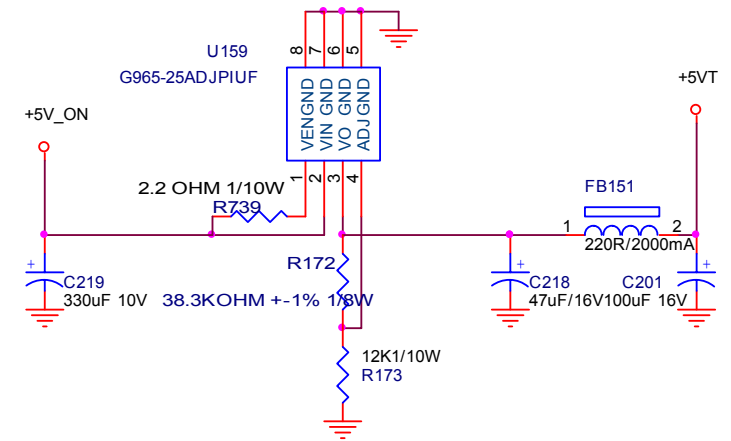 U159
G965-25ADJPIUF
8
7
6
5
VEN GND
VIN GND
VO GND
ADJ GND
1
2
3
4
+5V_ON
+5VT
2.2 OHM 1/10W
R739
FB151
1
2
220R/2000mA
R172
38.3KOHM +-1% 1/8W
+
C219
330uF 10V
+
C218
47uF/16V
+
C201
100uF 16V
12K1/10W
R173